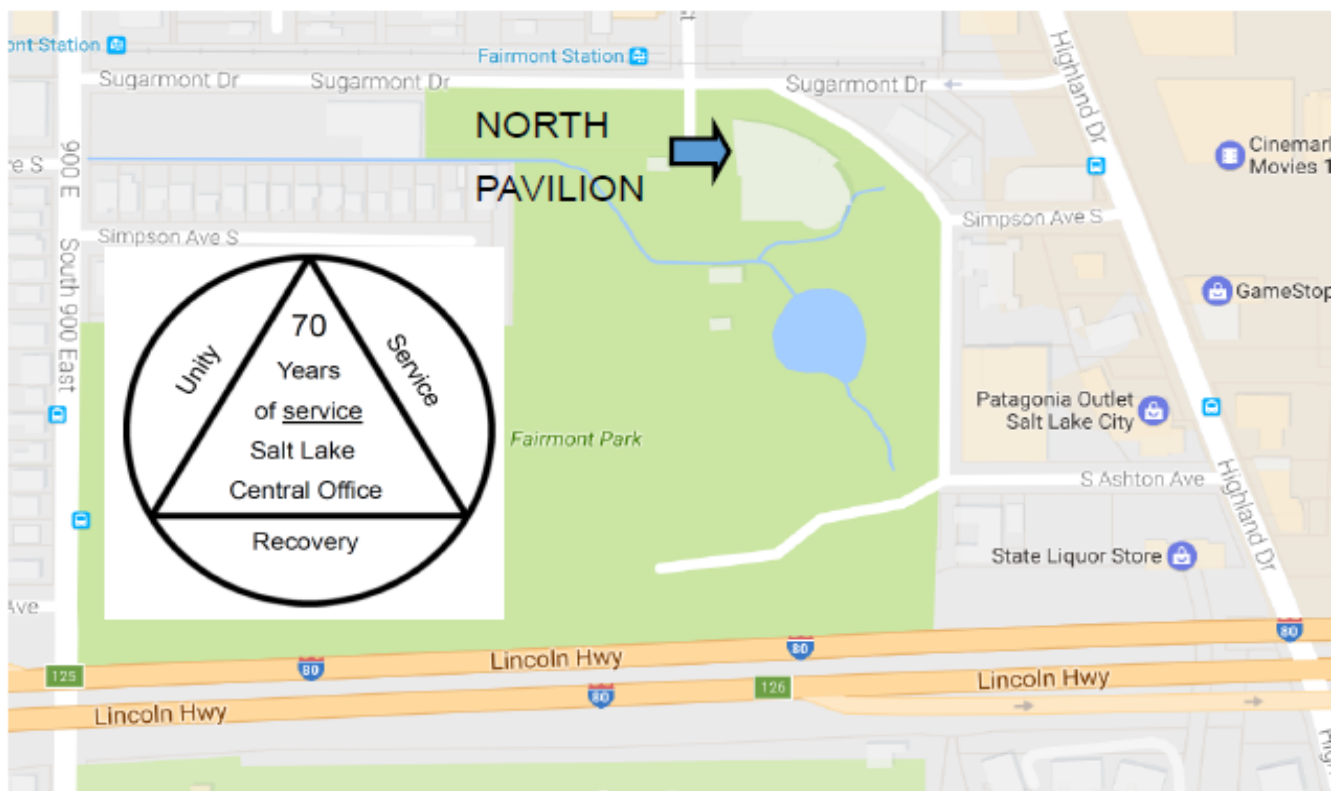 ont Station
Fairmont Station
Sugarmont Dr
Sugarmont Dr
Sugarmont Dr
Highland Dr
NORTH
PAVILION
Cinemark
Movies 1
e S
900 E
Simpson Ave S
Simpson Ave S
South 900 East
GameStop
Unity
Service
70
Years
of service
Salt Lake
Central Office
Recovery
Fairmont Park
Patagonia Outlet
Salt Lake City
S Ashton Ave
Highland Dr
State Liquor Store
Ave
80
80
80
80
Lincoln Hwy
Lincoln Hwy
Lincoln Hwy
125
126
High